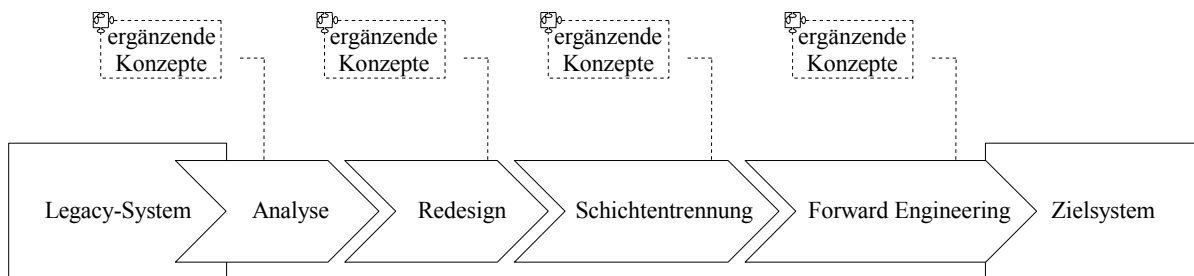 ergänzende
Konzepte
ergänzende
Konzepte
ergänzende
Konzepte
ergänzende
Konzepte
Legacy-System
Analyse
Redesign
Schichtentrennung
Forward Engineering
Zielsystem